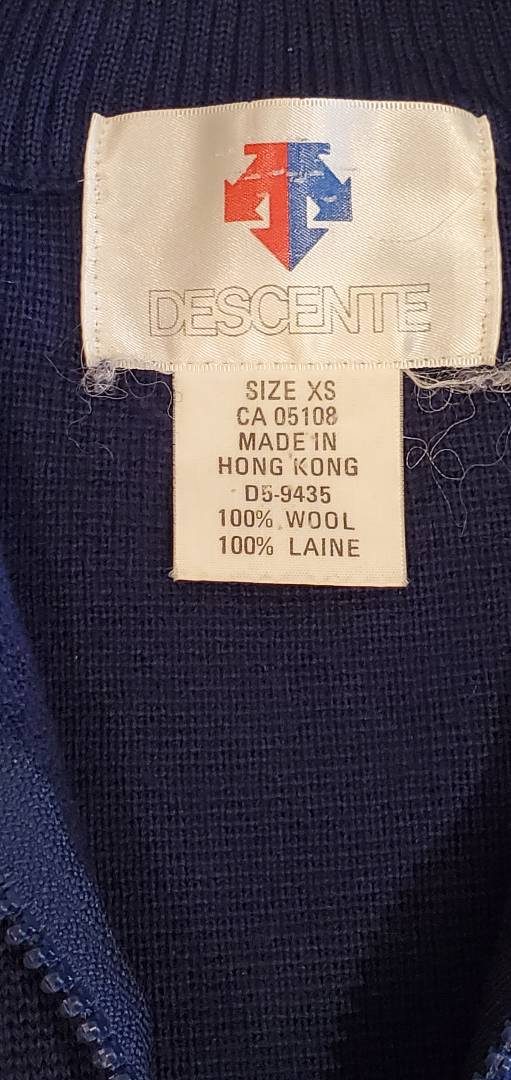 DESCENTE
SIZE XS
CA 05108
MADE IN
HONG KONG
D5-9435
100% WOOL
100% LAINE